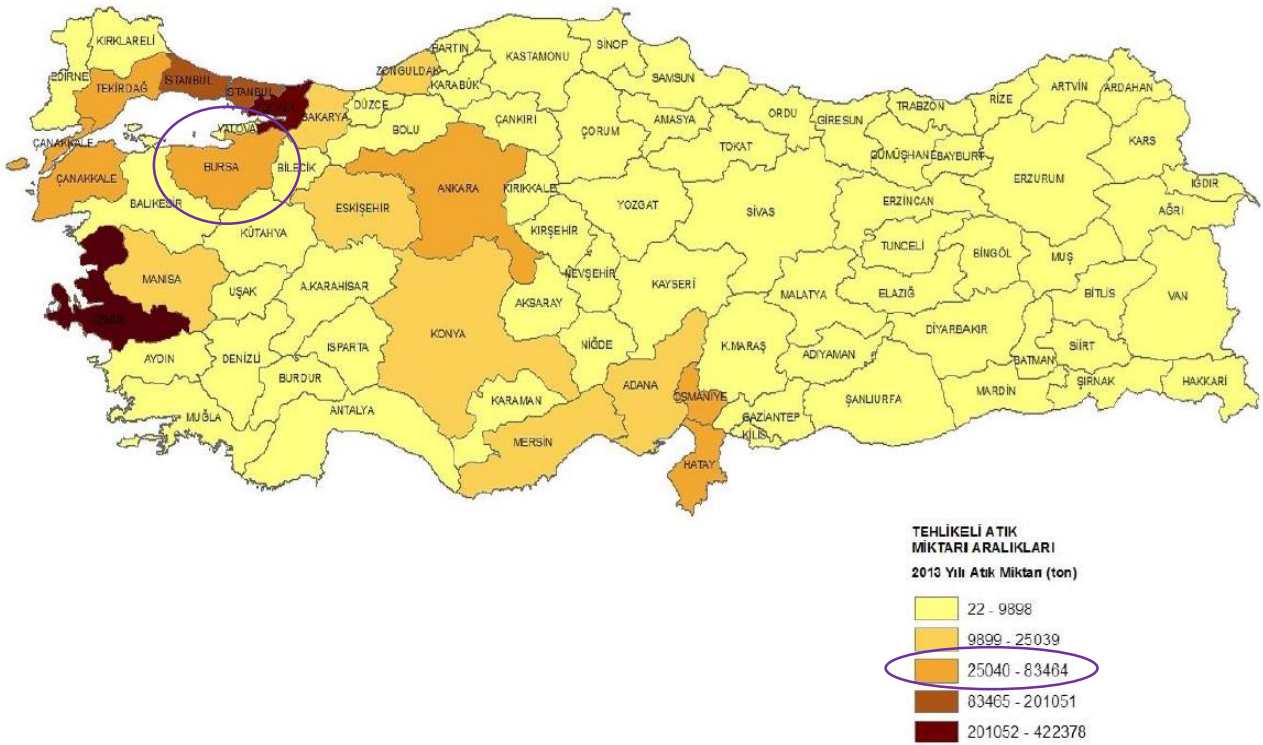 KIRKLARELİ
EDİRNE
TEKİRDAĞ
İSTANBUL
İSTANBUL
YALOVA
SAKARYA
DÜZCE
ZONGULDAK
BARTIN
KARABÜK
KASTAMONU
SİNOP
SAMSUN
BOLU
ÇANKIRI
ÇORUM
AMASYA
TOKAT
ORDU
GİRESUN
TRABZON
RİZE
ARTVİN
ARDAHAN
GÜMÜŞHANE
BAYBURT
KARS
IĞDIR
AĞRI
ERZURUM
ERZİNCAN
ÇANAKKALE
ÇANAKKALE
BURSA
BİLECİK
BALIKESİR
ESKİŞEHİR
ANKARA
KIRIKKALE
YOZGAT
SİVAS
KÜTAHYA
KIRŞEHİR
TUNCELİ
BİNGÖL
MUŞ
MANİSA
UŞAK
A.KARAHİSAR
NEVŞEHİR
KAYSERİ
MALATYA
ELAZIĞ
BİTLİS
VAN
İZMİR
AKSARAY
KONYA
NİĞDE
DİYARBAKIR
AYDIN
DENİZLİ
ISPARTA
K.MARAŞ
ADIYAMAN
BATMAN
SİİRT
BURDUR
ADANA
OSMANİYE
ŞANLIURFA
MARDİN
ŞIRNAK
HAKKARİ
MUĞLA
ANTALYA
KARAMAN
GAZİANTEP
KİLİS
MERSİN
HATAY
TEHLİKELİ ATIK
MİKTARI ARALIKLARI
2013 Yılı Atık Miktarı (ton)
22 - 9898
9899 - 25039
25040 - 83464
83465 - 201051
201052 - 422378